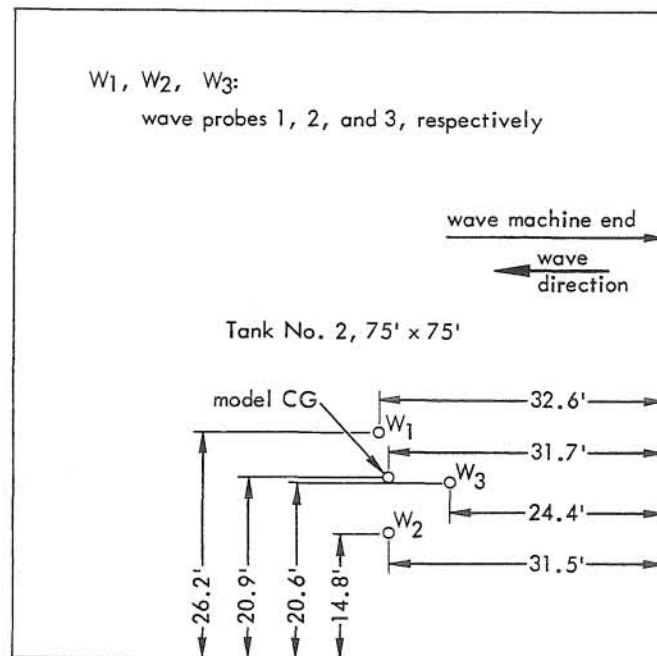 W1, W2, W3:
wave probes 1, 2, and 3, respectively
wave machine end
wave
direction
Tank No. 2, 75' x 75'
model CG
32.6'
W1
31.7'
W3
24.4'
W2
31.5'
26.2'
20.9'
20.6'
14.8'